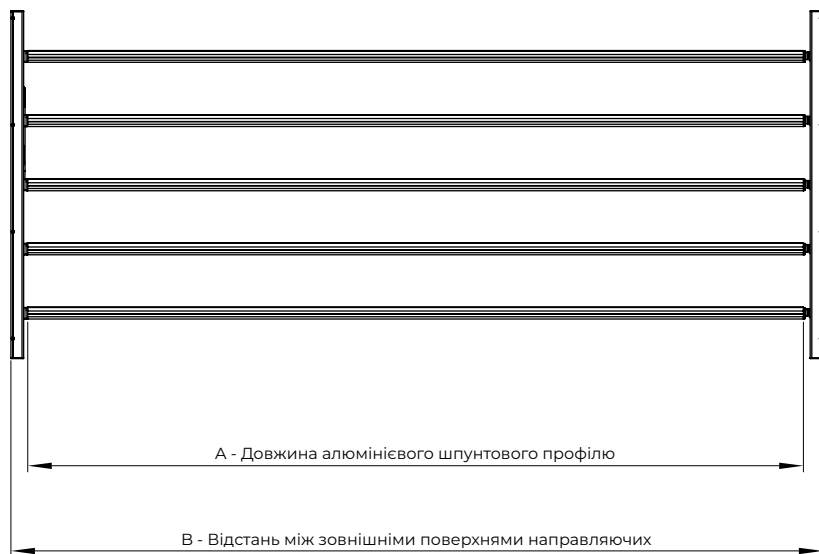 А - Довжина алюмінієвого шпунтового профілю
В - Відстань між зовнішніми поверхнями направляючих